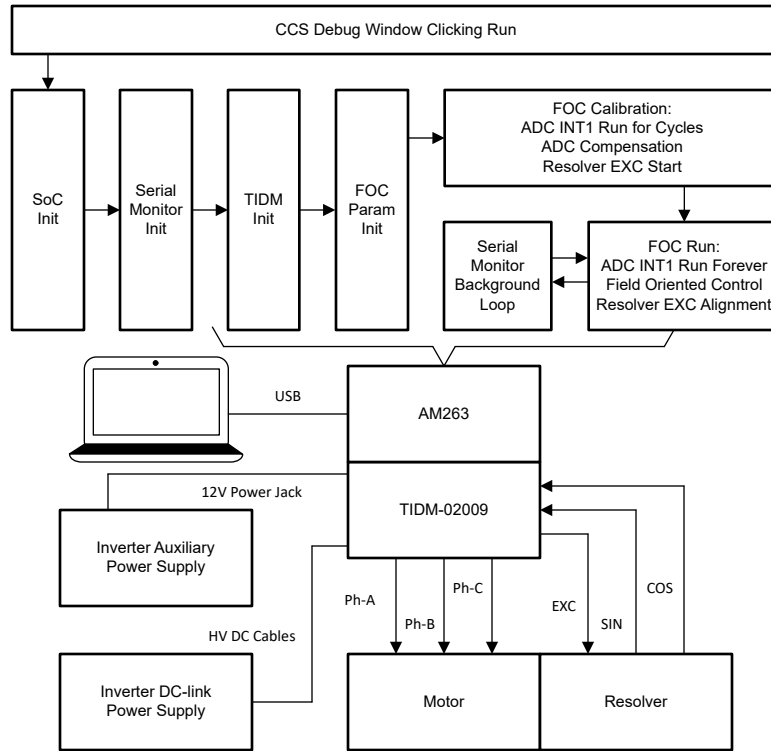 CCS Debug Window Clicking Run
SoC
Init
Serial
Monitor
Init
TIDM
Init
FOC
Param
Init
FOC Calibration:
ADC INT1 Run for Cycles
ADC Compensation
Resolver EXC Start
Serial
Monitor
Background
Loop
FOC Run:
ADC INT1 Run Forever
Field Oriented Control
Resolver EXC Alignment
USB
AM263
12V Power Jack
TIDM-02009
Inverter Auxiliary
Power Supply
Ph-A
Ph-B
Ph-C
EXC
SIN
COS
HV DC Cables
Inverter DC-link
Power Supply
Motor
Resolver